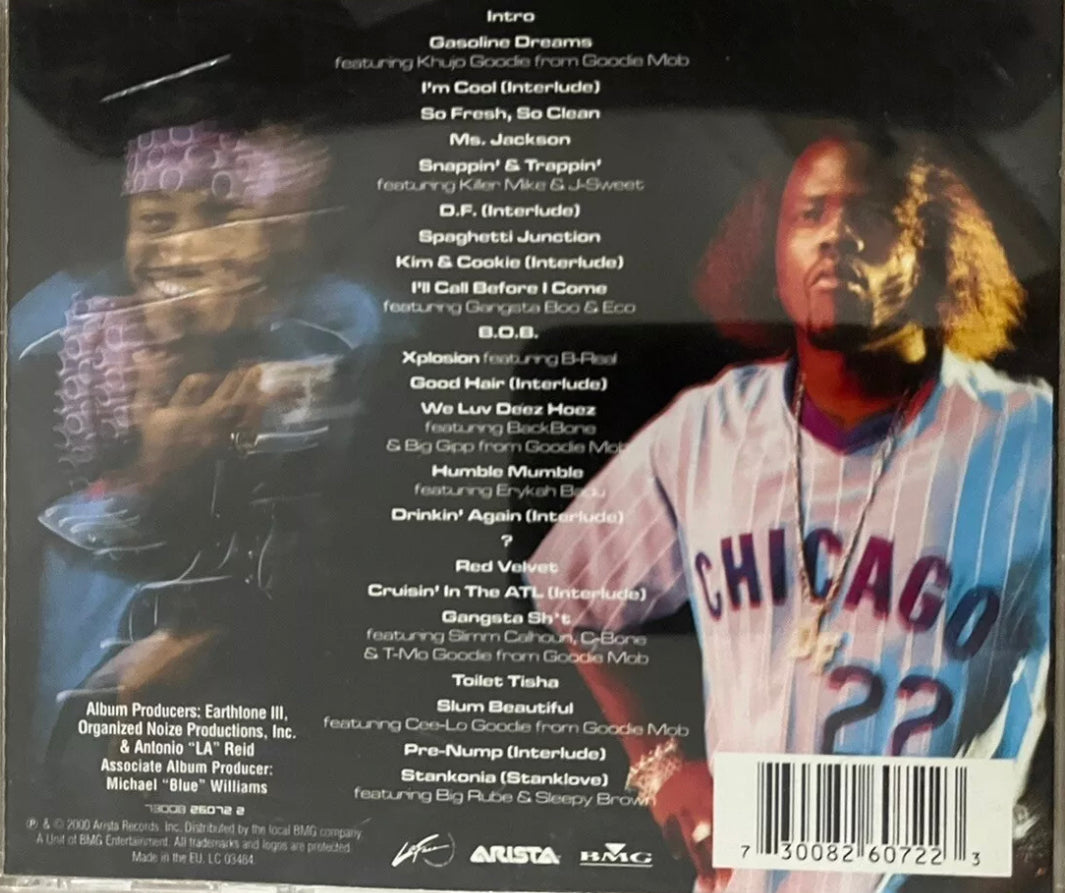 Intro
Gasoline Dreams
featuring Khujo Goodie from Goodie Mob
I'm Cool (Interlude)
So Fresh, So Clean
Ms. Jackson
Snappin' & Trappin'
featuring Killer Mike & J-Sweet
D.F. (Interlude)
Spaghetti Junction
Kim & Cookie (Interlude)
I'll Call Before I Come
featuring Gangsta Boo & Eco
B.O.B.
Xplosion featuring B-Real
Good Hair (Interlude)
We Luv Deez Hoez
featuring BackBone
& Big Gipp from Goodie Mob
Humble Mumble
featuring Erykah Badu
Drinkin' Again (Interlude)
?
Red Velvet
Cruisin' In The ATL (Interlude)
Gangsta Sh*t
featuring Slimm Calhoun, C-Bone
& T-Mo Goodie from Goodie Mob
Toilet Tisha
Slum Beautiful
featuring Cee-Lo Goodie from Goodie Mob
Pre-Nump (Interlude)
Stankonia (Stanklove)
featuring Big Rube & Sleepy Brown
CHICAGO
DF
22
Album Producers: Earthtone III,
Organized Noize Productions, Inc.
& Antonio "LA" Reid
Associate Album Producer:
Michael "Blue" Williams
73008 26072 2
℗ & © 2000 Arista Records, Inc. Distributed by the local BMG company.
A Unit of BMG Entertainment. All trademarks and logos are protected.
Made in the EU. LC 03484
ARISTA
BMG
7 30082 60722 3